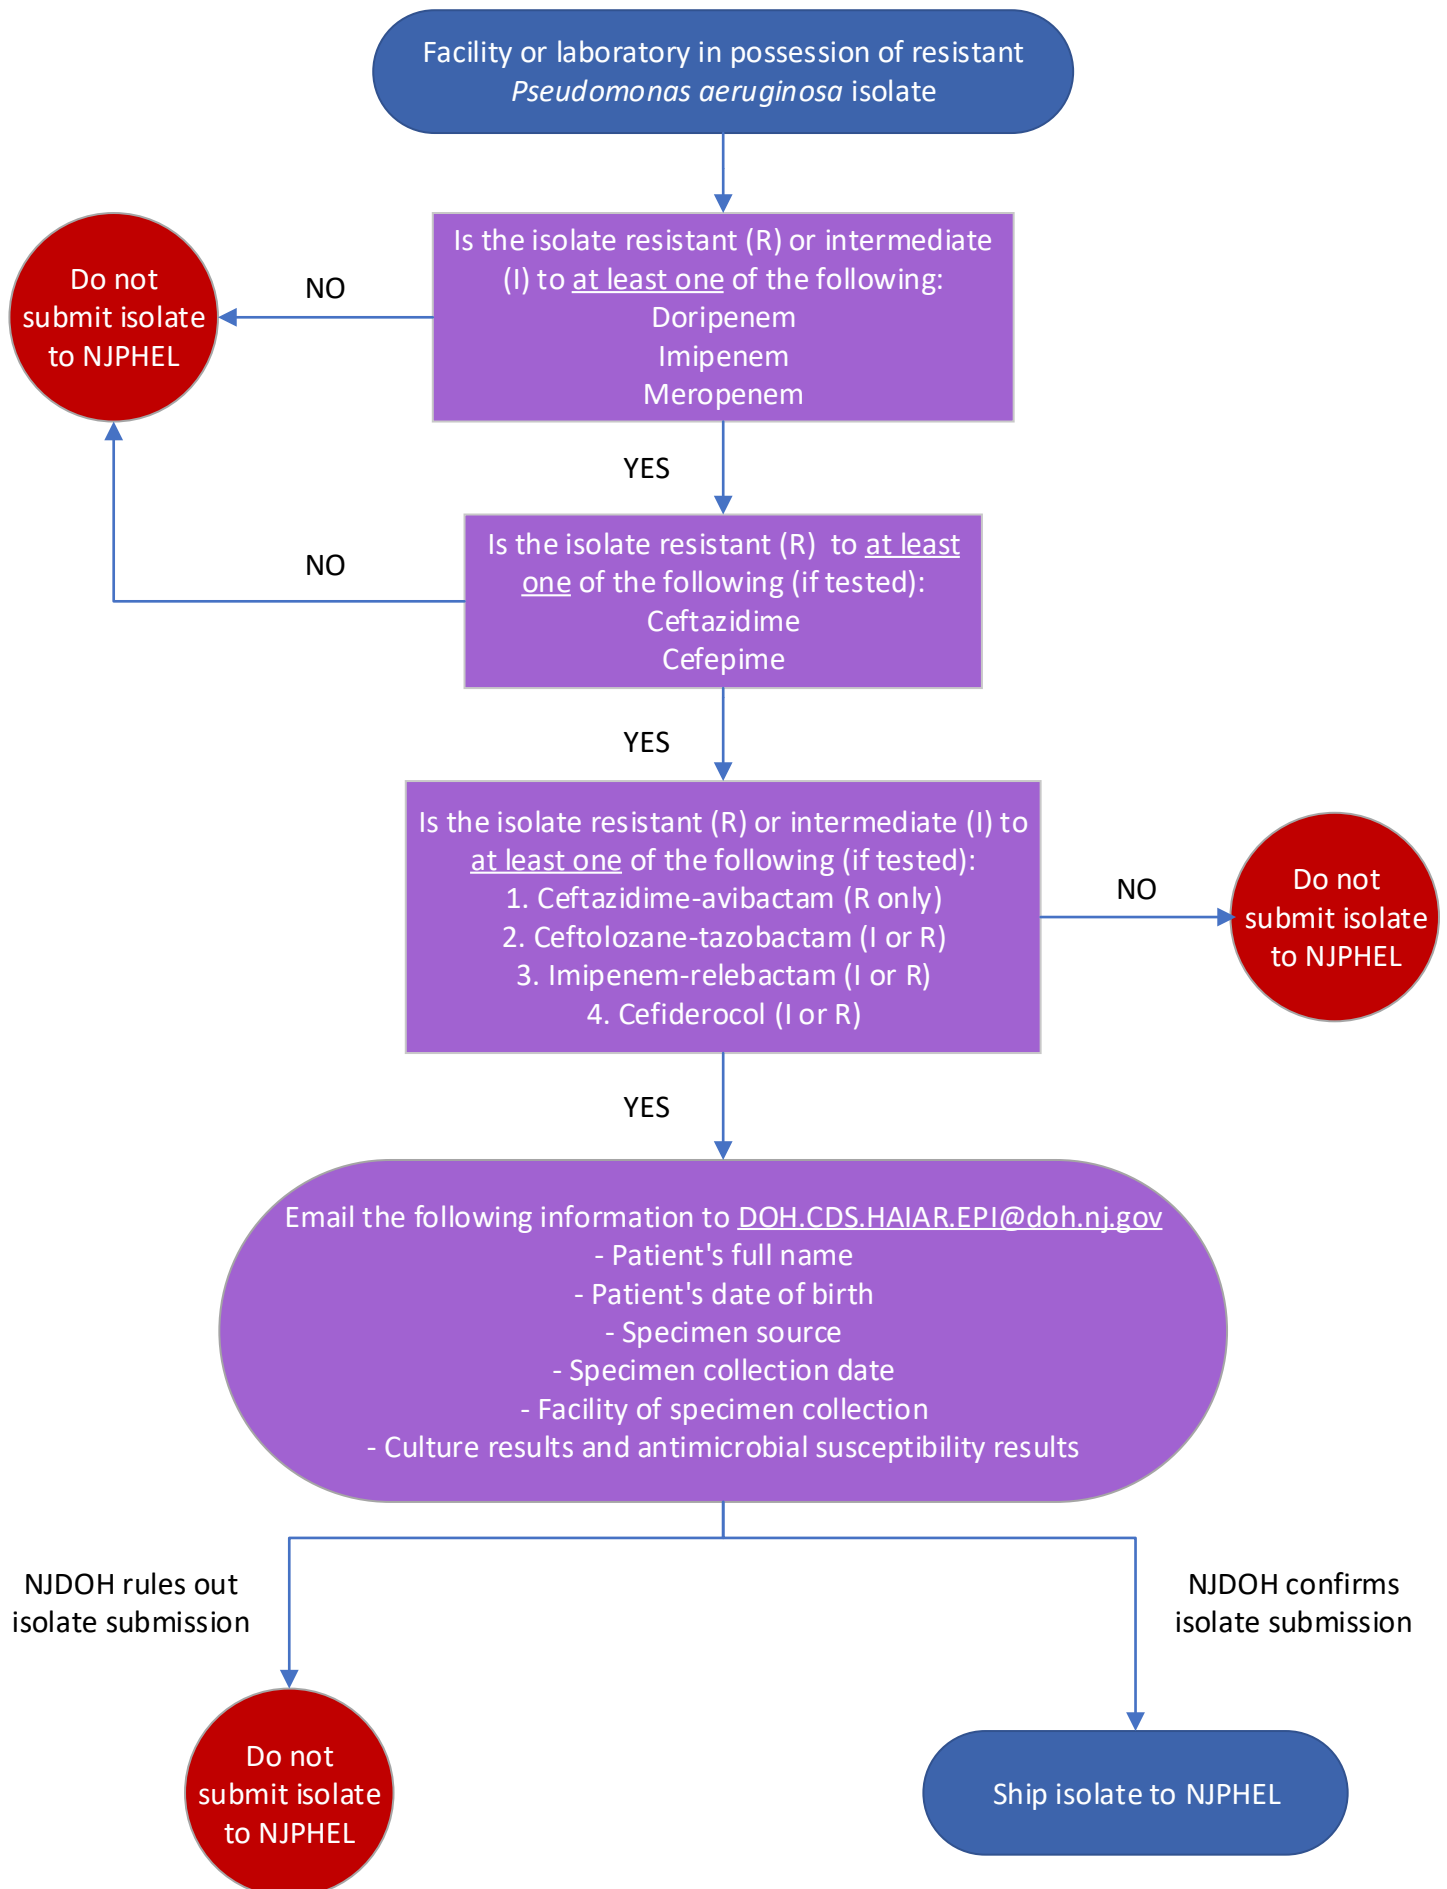 Facility or laboratory in possession of resistant
Pseudomonas aeruginosa isolate
Is the isolate resistant (R) or intermediate
(I) to at least one of the following:
Doripenem
Imipenem
Meropenem
NO
Do not
submit isolate
to NJPHEL
YES
Is the isolate resistant (R) to at least
one of the following (if tested):
Ceftazidime
Cefepime
NO
YES
Is the isolate resistant (R) or intermediate (I) to
at least one of the following (if tested):
1. Ceftazidime-avibactam (R only)
2. Ceftolozane-tazobactam (I or R)
3. Imipenem-relebactam (I or R)
4. Cefiderocol (I or R)
NO
Do not
submit isolate
to NJPHEL
YES
Email the following information to DOH.CDS.HAIAR.EPI@doh.nj.gov
- Patient's full name
- Patient's date of birth
- Specimen source
- Specimen collection date
- Facility of specimen collection
- Culture results and antimicrobial susceptibility results
NJDOH rules out
isolate submission
NJDOH confirms
isolate submission
Do not
submit isolate
to NJPHEL
Ship isolate to NJPHEL